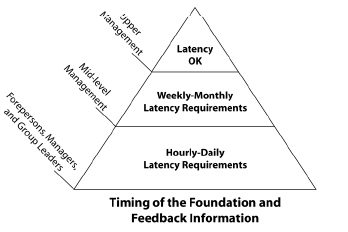 Upper
Management
Latency
OK
Mid-level
Management
Weekly-Monthly
Latency Requirements
Forepersons, Managers,
and Group Leaders
Hourly-Daily
Latency Requirements
Timing of the Foundation and
Feedback Information